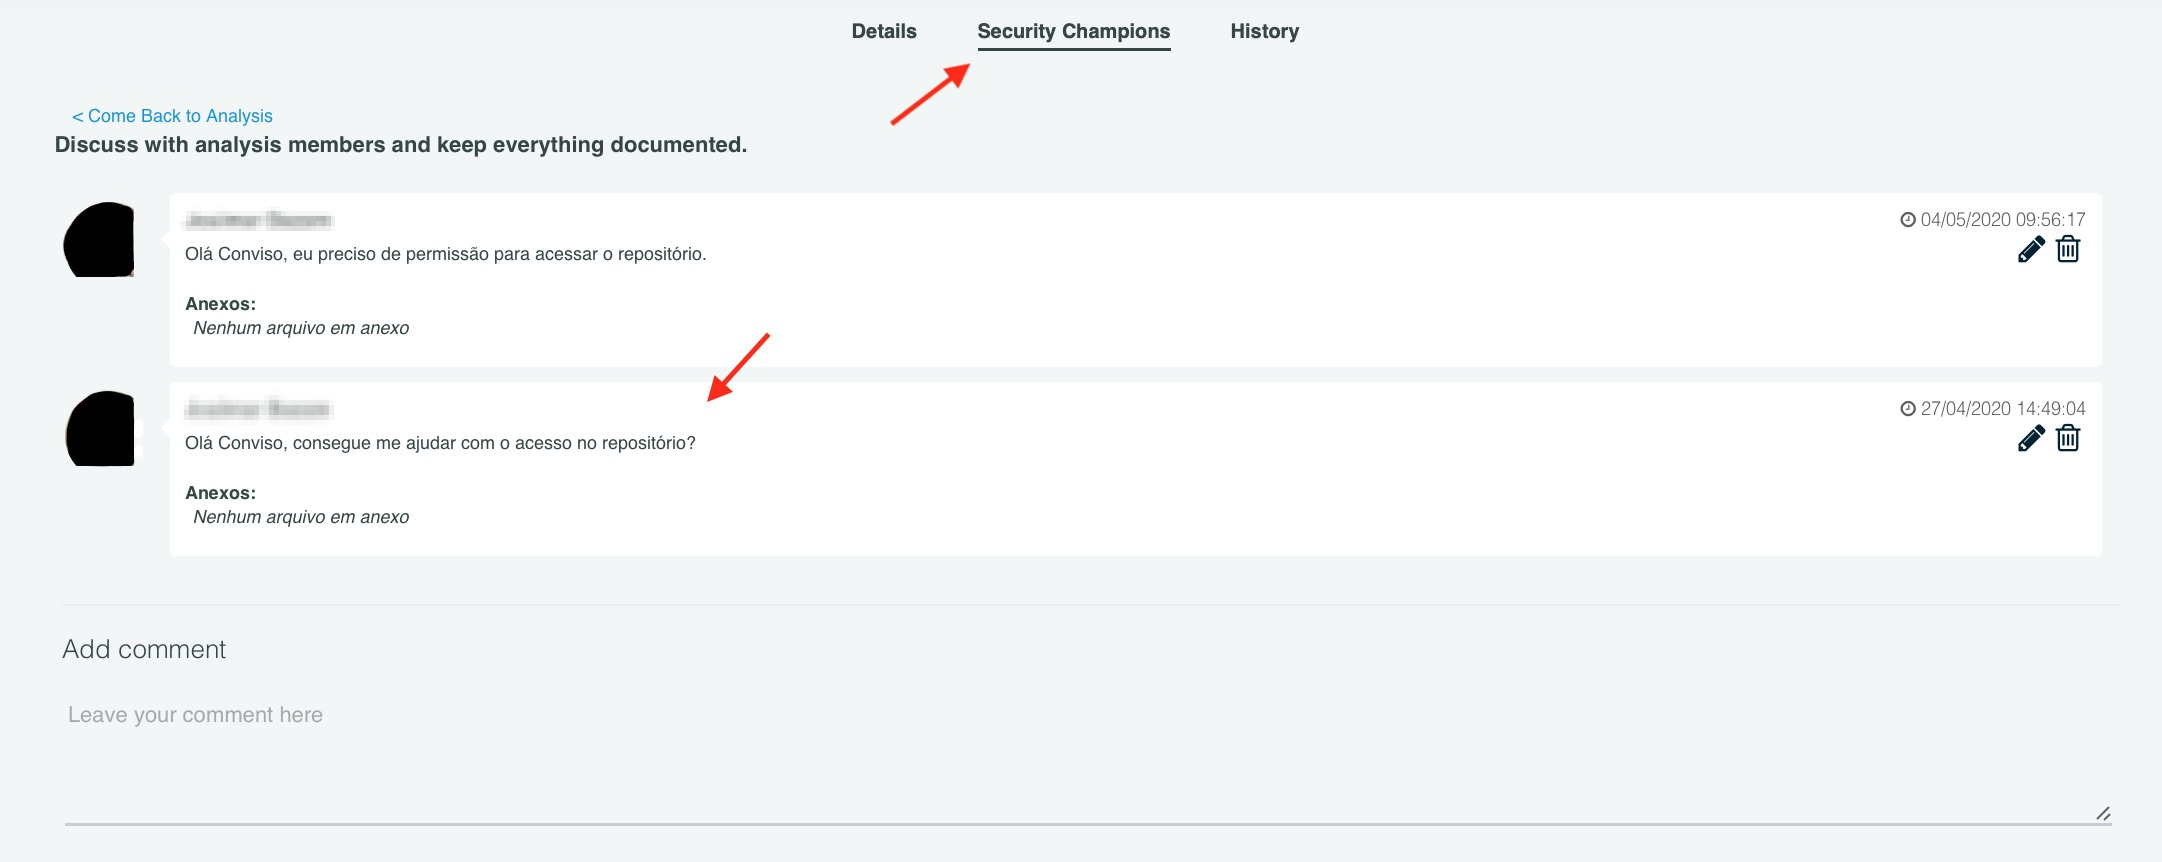 Details Security Champions History
< Come Back to Analysis
Discuss with analysis members and keep everything documented.
04/05/2020 09:56:17
Olá Conviso, eu preciso de permissão para acessar o repositório.
Anexos:
Nenhum arquivo em anexo
27/04/2020 14:49:04
Olá Conviso, consegue me ajudar com o acesso no repositório?
Anexos:
Nenhum arquivo em anexo
Add comment
Leave your comment here